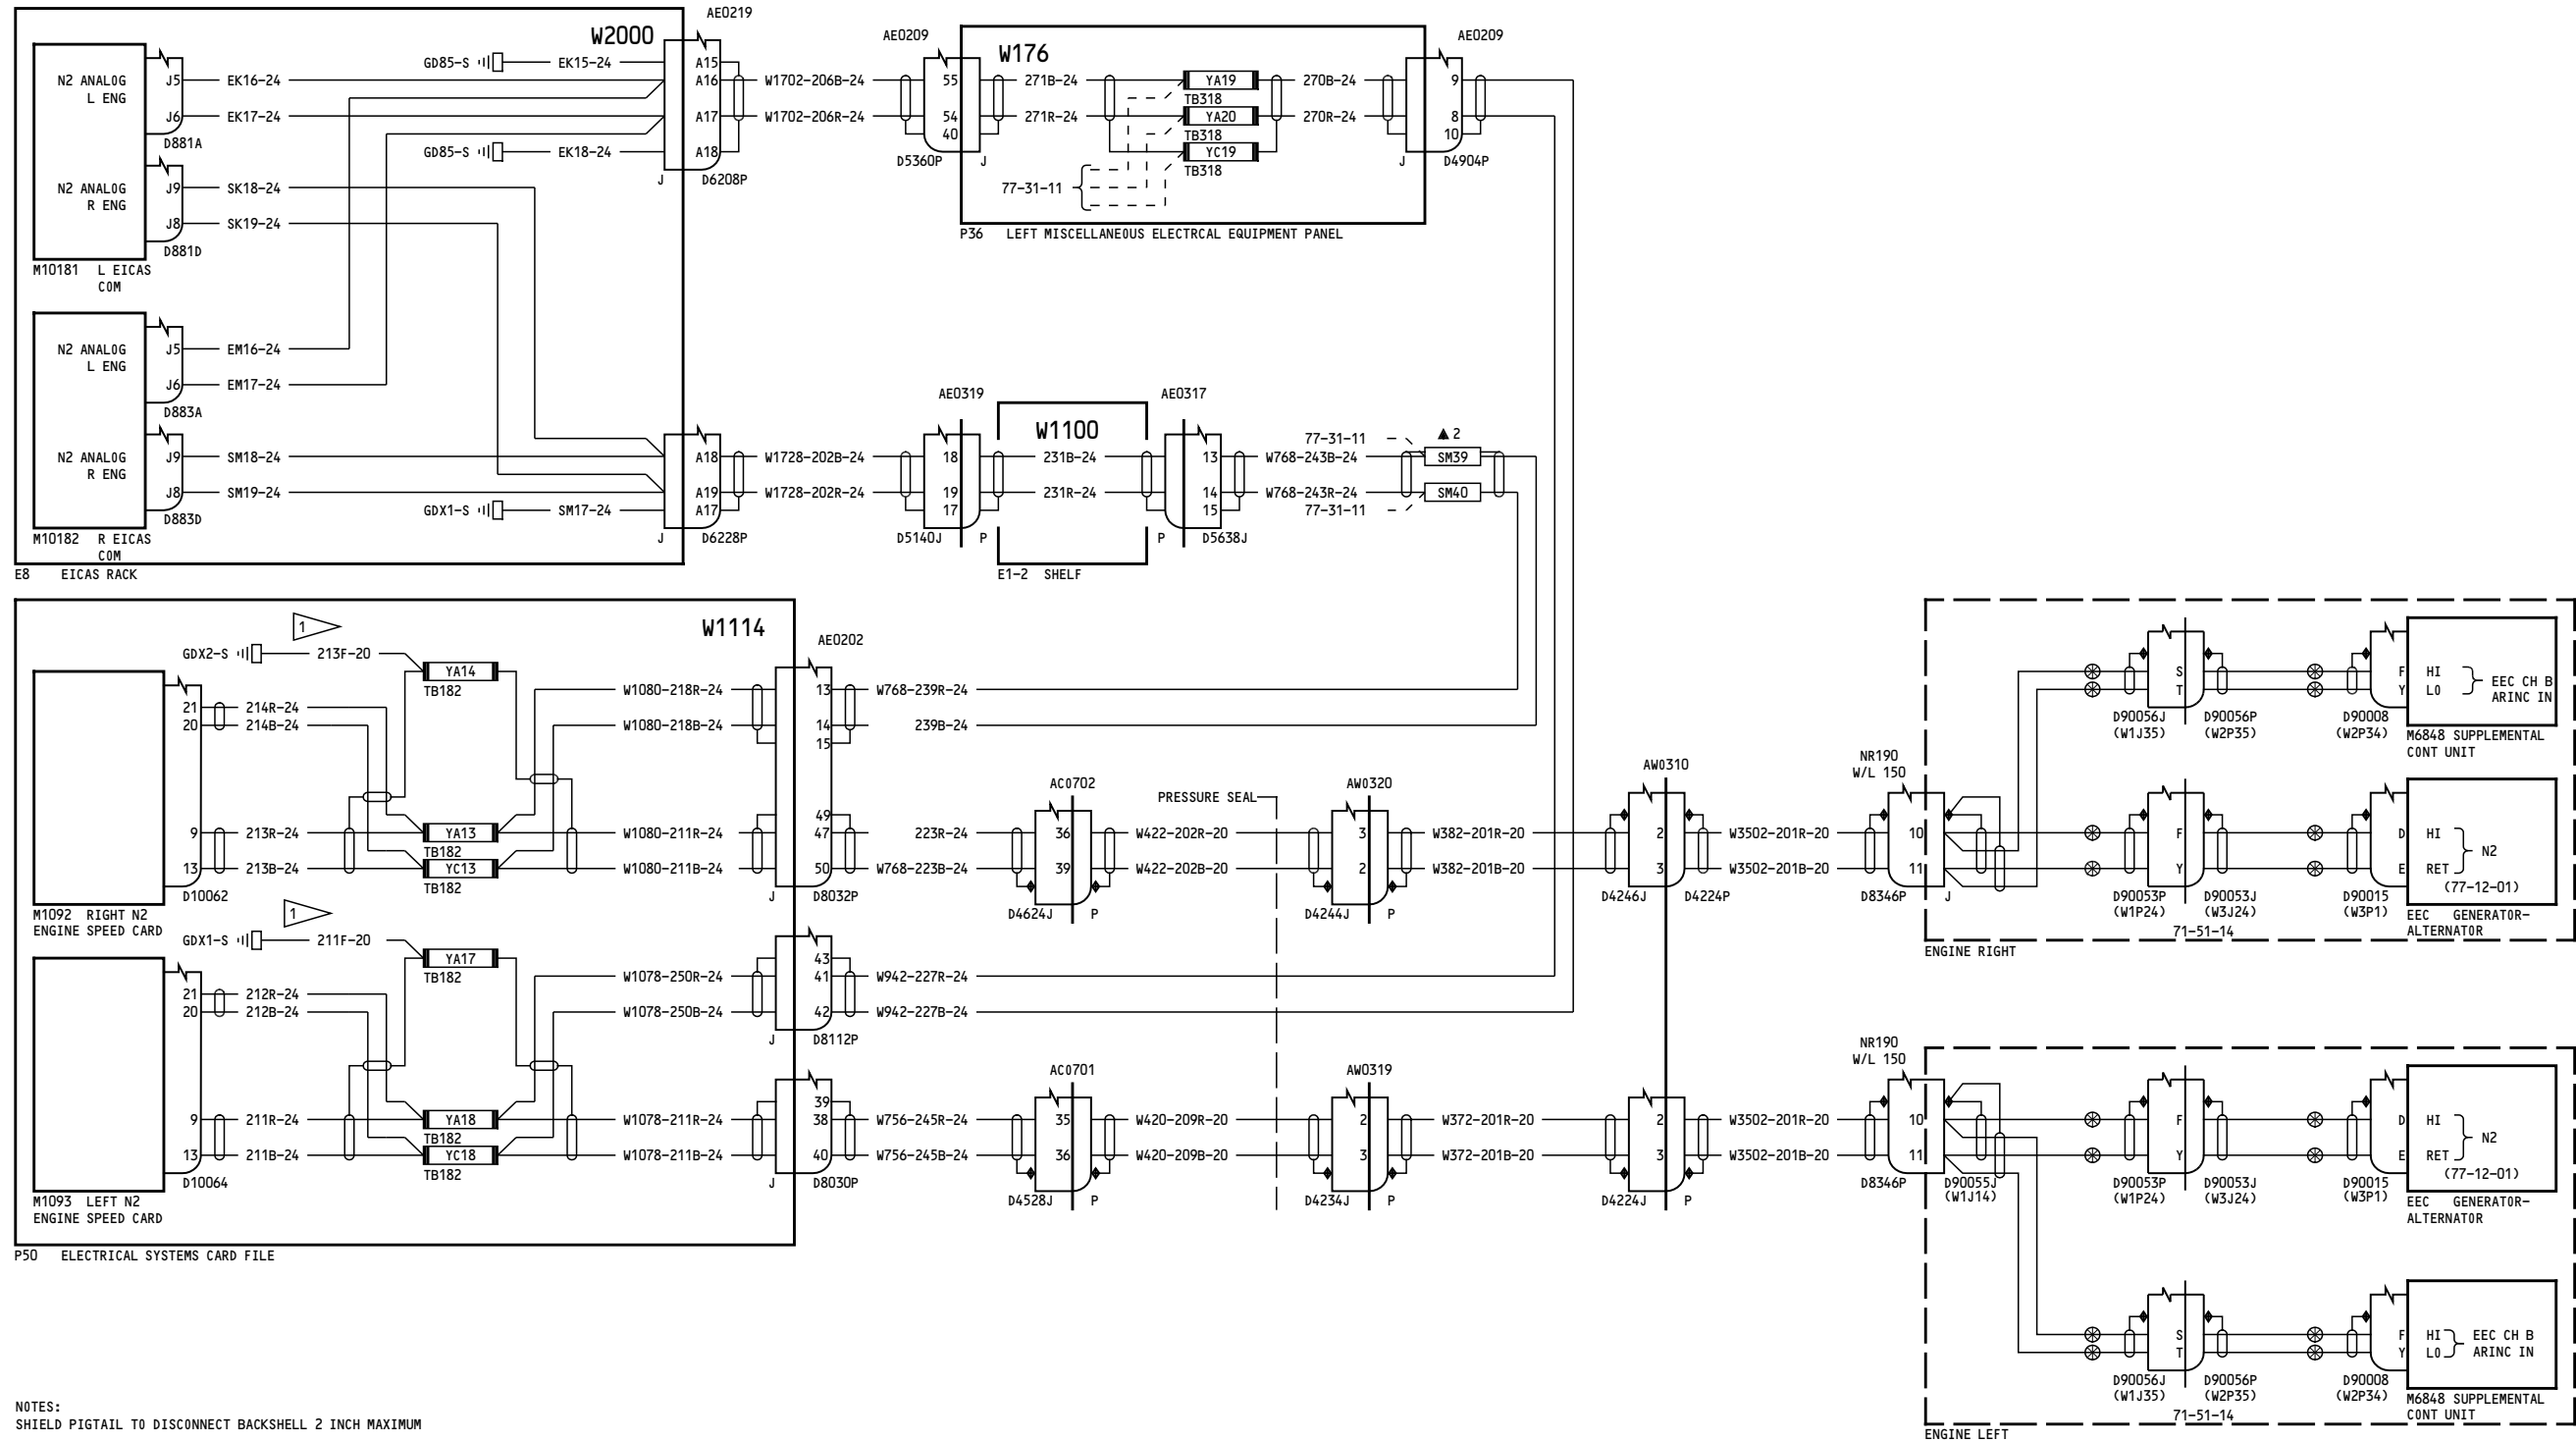 W2000
AE0219
N2 ANALOG
L ENG
J5
EK16-24
J6
EK17-24
D881A
N2 ANALOG
R ENG
J9
SK18-24
J8
SK19-24
D881D
M10181 L EICAS
COM
GD85-S
EK15-24
A15
A16
A17
GD85-S
EK18-24
A18
J
D6208P
N2 ANALOG
L ENG
J5
EM16-24
J6
EM17-24
D883A
N2 ANALOG
R ENG
J9
SM18-24
J8
SM19-24
D883D
M10182 R EICAS
COM
GDX1-S
SM17-24
A18
A19
A17
J
D6228P
E8 EICAS RACK
W1702-206B-24
W1702-206R-24
AE0209
55
54
40
D5360P
J
W176
271B-24
271R-24
YA19
TB318
YA20
TB318
YC19
TB318
77-31-11
270B-24
270R-24
AE0209
9
8
10
J
D4904P
P36 LEFT MISCELLANEOUS ELECTRCAL EQUIPMENT PANEL
W1728-202B-24
W1728-202R-24
AE0319
18
19
17
D5140J
P
W1100
231B-24
231R-24
E1-2 SHELF
AE0317
13
14
15
P
D5638J
77-31-11
W768-243B-24
W768-243R-24
77-31-11
2
SM39
SM40
W1114
AE0202
1
GDX2-S
213F-20
YA14
TB182
21
214R-24
20
214B-24
9
213R-24
13
213B-24
D10062
YA13
TB182
YC13
TB182
M1092 RIGHT N2
ENGINE SPEED CARD
W1080-218R-24
W1080-218B-24
W1080-211R-24
W1080-211B-24
13
14
15
49
47
50
J
D8032P
W768-239R-24
239B-24
223R-24
W768-223B-24
AC0702
36
39
D4624J
P
W422-202R-20
W422-202B-20
PRESSURE SEAL
AW0320
3
2
D4244J
P
W382-201R-20
W382-201B-20
AW0310
2
3
D4246J
D4224P
W3502-201R-20
W3502-201B-20
NR190
W/L 150
10
11
D8346P
J
S
T
D90056J
(W1J35)
D90056P
(W2P35)
F
Y
D90008
(W2P34)
HI
LO
EEC CH B
ARINC IN
M6848 SUPPLEMENTAL
CONT UNIT
F
Y
D90053P
(W1P24)
D90053J
(W3J24)
71-51-14
D
E
D90015
(W3P1)
HI
RET
N2
(77-12-01)
EEC GENERATOR-
ALTERNATOR
ENGINE RIGHT
1
GDX1-S
211F-20
YA17
TB182
21
212R-24
20
212B-24
9
211R-24
13
211B-24
D10064
YA18
TB182
YC18
TB182
M1093 LEFT N2
ENGINE SPEED CARD
W1078-250R-24
W1078-250B-24
43
41
42
J
D8112P
W942-227R-24
W942-227B-24
W1078-211R-24
W1078-211B-24
39
38
40
J
D8030P
P50 ELECTRICAL SYSTEMS CARD FILE
W756-245R-24
W756-245B-24
AC0701
35
36
D4528J
P
W420-209R-20
W420-209B-20
AW0319
2
3
D4234J
P
W372-201R-20
W372-201B-20
2
3
D4224J
P
W3502-201R-20
W3502-201B-20
NR190
W/L 150
10
11
D8346P
D90055J
(W1J14)
F
Y
D90053P
(W1P24)
D90053J
(W3J24)
D
E
D90015
(W3P1)
HI
RET
N2
(77-12-01)
EEC GENERATOR-
ALTERNATOR
S
T
D90056J
(W1J35)
D90056P
(W2P35)
71-51-14
F
Y
D90008
(W2P34)
HI
LO
EEC CH B
ARINC IN
M6848 SUPPLEMENTAL
CONT UNIT
ENGINE LEFT
NOTES:
SHIELD PIGTAIL TO DISCONNECT BACKSHELL 2 INCH MAXIMUM